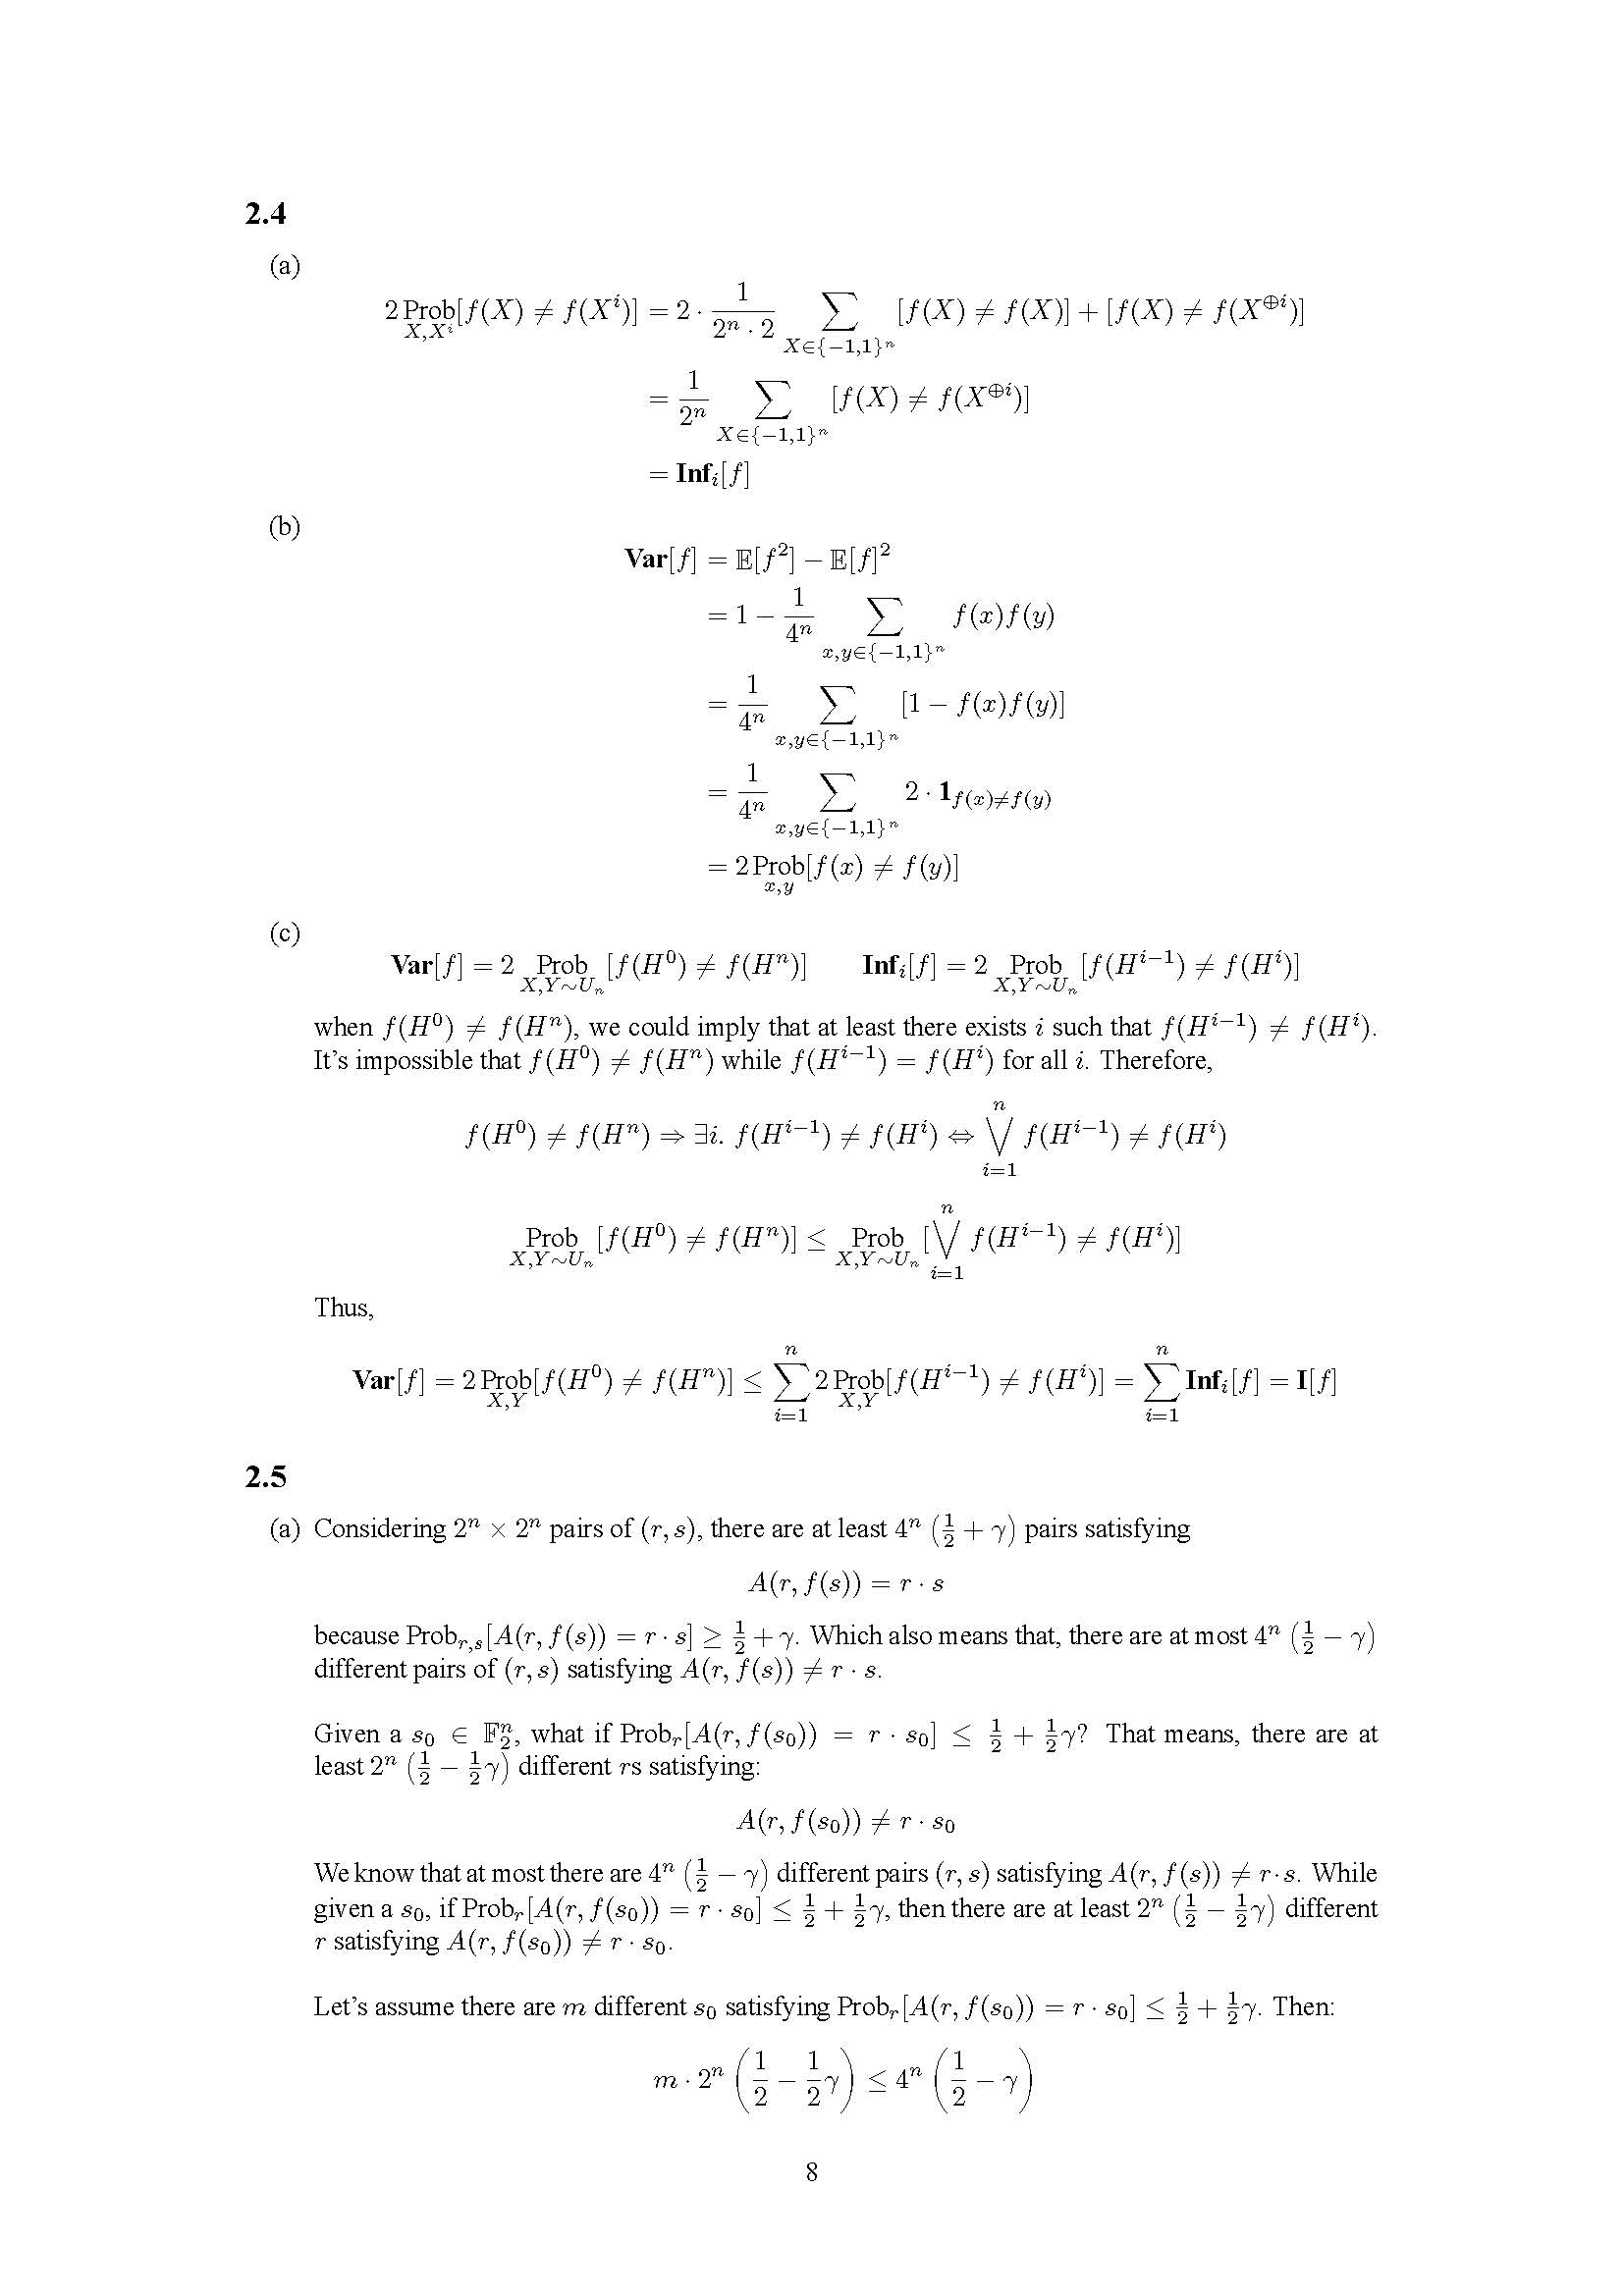 2.4
(a)
$2 \underset{X,X^i}{\text{Prob}}[f(X) \neq f(X^i)] = 2 \cdot \frac{1}{2^n \cdot 2} \sum_{X \in \{-1,1\}^n} [f(X) \neq f(X)] + [f(X) \neq f(X^{\oplus i})]$
$= \frac{1}{2^n} \sum_{X \in \{-1,1\}^n} [f(X) \neq f(X^{\oplus i})]$
$= \mathbf{Inf}_i[f]$
(b)
$\mathbf{Var}[f] = \mathbb{E}[f^2] - \mathbb{E}[f]^2$
$= 1 - \frac{1}{4^n} \sum_{x,y \in \{-1,1\}^n} f(x)f(y)$
$= \frac{1}{4^n} \sum_{x,y \in \{-1,1\}^n} [1 - f(x)f(y)]$
$= \frac{1}{4^n} \sum_{x,y \in \{-1,1\}^n} 2 \cdot \mathbf{1}_{f(x) \neq f(y)}$
$= 2 \underset{x,y}{\text{Prob}}[f(x) \neq f(y)]$
(c)
$\mathbf{Var}[f] = 2 \underset{X,Y \sim U_n}{\text{Prob}}[f(H^0) \neq f(H^n)] \quad \mathbf{Inf}_i[f] = 2 \underset{X,Y \sim U_n}{\text{Prob}}[f(H^{i-1}) \neq f(H^i)]$
when $f(H^0) \neq f(H^n)$, we could imply that at least there exists $i$ such that $f(H^{i-1}) \neq f(H^i)$.
It's impossible that $f(H^0) \neq f(H^n)$ while $f(H^{i-1}) = f(H^i)$ for all $i$. Therefore,
$f(H^0) \neq f(H^n) \Rightarrow \exists i.\ f(H^{i-1}) \neq f(H^i) \Leftrightarrow \bigvee_{i=1}^{n} f(H^{i-1}) \neq f(H^i)$
$\underset{X,Y \sim U_n}{\text{Prob}}[f(H^0) \neq f(H^n)] \leq \underset{X,Y \sim U_n}{\text{Prob}}[\bigvee_{i=1}^{n} f(H^{i-1}) \neq f(H^i)]$
Thus,
$\mathbf{Var}[f] = 2 \underset{X,Y}{\text{Prob}}[f(H^0) \neq f(H^n)] \leq \sum_{i=1}^{n} 2 \underset{X,Y}{\text{Prob}}[f(H^{i-1}) \neq f(H^i)] = \sum_{i=1}^{n} \mathbf{Inf}_i[f] = \mathbf{I}[f]$
2.5
(a) Considering $2^n \times 2^n$ pairs of $(r, s)$, there are at least $4^n \left(\frac{1}{2} + \gamma\right)$ pairs satisfying
$A(r, f(s)) = r \cdot s$
because $\text{Prob}_{r,s}[A(r, f(s)) = r \cdot s] \geq \frac{1}{2} + \gamma$. Which also means that, there are at most $4^n \left(\frac{1}{2} - \gamma\right)$
different pairs of $(r, s)$ satisfying $A(r, f(s)) \neq r \cdot s$.
Given a $s_0 \in \mathbb{F}_2^n$, what if $\text{Prob}_r[A(r, f(s_0)) = r \cdot s_0] \leq \frac{1}{2} + \frac{1}{2}\gamma$? That means, there are at
least $2^n \left(\frac{1}{2} - \frac{1}{2}\gamma\right)$ different $r$s satisfying:
$A(r, f(s_0)) \neq r \cdot s_0$
We know that at most there are $4^n \left(\frac{1}{2} - \gamma\right)$ different pairs $(r, s)$ satisfying $A(r, f(s)) \neq r \cdot s$. While
given a $s_0$, if $\text{Prob}_r[A(r, f(s_0)) = r \cdot s_0] \leq \frac{1}{2} + \frac{1}{2}\gamma$, then there are at least $2^n \left(\frac{1}{2} - \frac{1}{2}\gamma\right)$ different
$r$ satisfying $A(r, f(s_0)) \neq r \cdot s_0$.
Let's assume there are $m$ different $s_0$ satisfying $\text{Prob}_r[A(r, f(s_0)) = r \cdot s_0] \leq \frac{1}{2} + \frac{1}{2}\gamma$. Then:
$m \cdot 2^n \left(\frac{1}{2} - \frac{1}{2}\gamma\right) \leq 4^n \left(\frac{1}{2} - \gamma\right)$
8